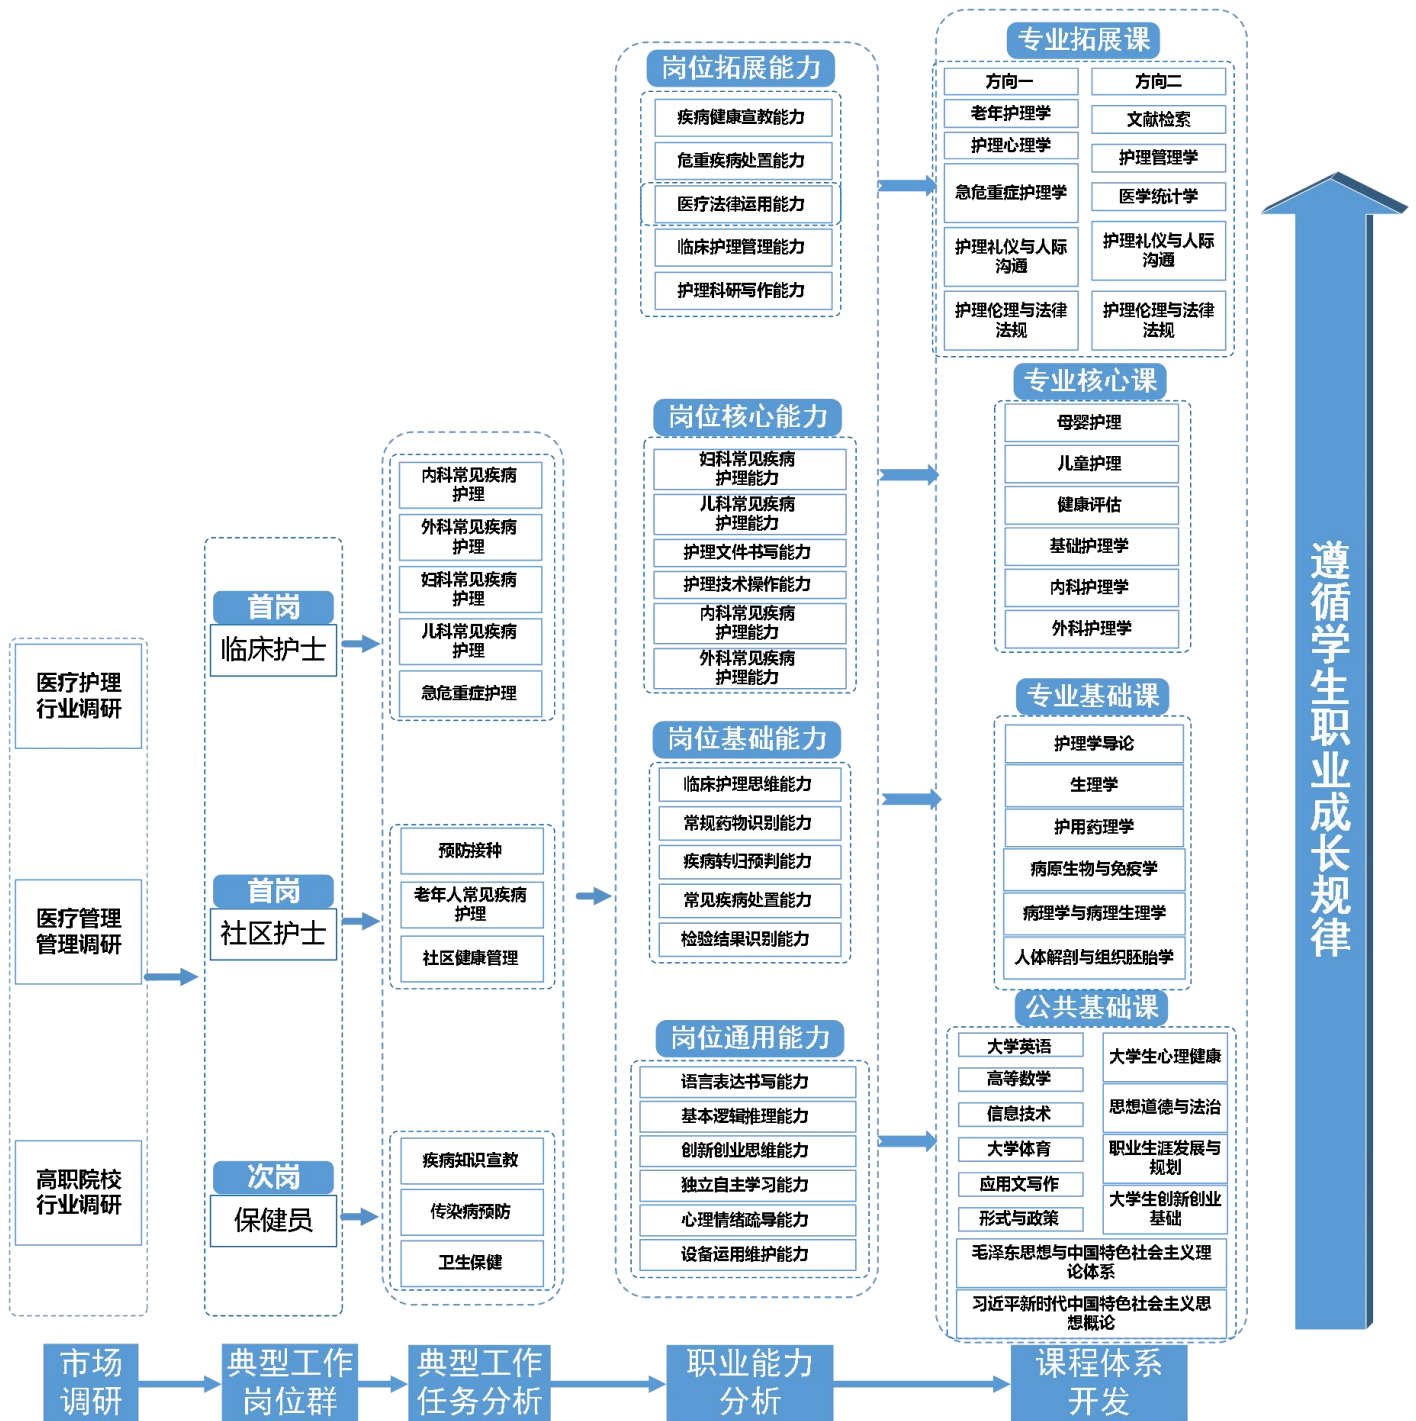 医疗护理
行业调研
医疗管理
管理调研
高职院校
行业调研
首岗
临床护士
首岗
社区护士
次岗
保健员
内科常见疾病
护理
外科常见疾病
护理
妇科常见疾病
护理
儿科常见疾病
护理
急危重症护理
预防接种
老年人常见疾病
护理
社区健康管理
疾病知识宣教
传染病预防
卫生保健
岗位拓展能力
疾病健康宣教能力
危重疾病处置能力
医疗法律运用能力
临床护理管理能力
护理科研写作能力
岗位核心能力
妇科常见疾病
护理能力
儿科常见疾病
护理能力
护理文件书写能力
护理技术操作能力
内科常见疾病
护理能力
外科常见疾病
护理能力
岗位基础能力
临床护理思维能力
常规药物识别能力
疾病转归预判能力
常见疾病处置能力
检验结果识别能力
岗位通用能力
语言表达书写能力
基本逻辑推理能力
创新创业思维能力
独立自主学习能力
心理情绪疏导能力
设备运用维护能力
专业拓展课
方向一
老年护理学
护理心理学
急危重症护理学
护理礼仪与人际
沟通
护理伦理与法律
法规
方向二
文献检索
护理管理学
医学统计学
护理礼仪与人际
沟通
护理伦理与法律
法规
专业核心课
母婴护理
儿童护理
健康评估
基础护理学
内科护理学
外科护理学
专业基础课
护理学导论
生理学
护用药理学
病原生物与免疫学
病理学与病理生理学
人体解剖与组织胚胎学
公共基础课
大学英语
高等数学
信息技术
大学体育
应用文写作
形式与政策
大学生心理健康
思想道德与法治
职业生涯发展与
规划
大学生创新创业
基础
毛泽东思想与中国特色社会主义理
论体系
习近平新时代中国特色社会主义思
想概论
遵循学生职业成长规律
市场
调研
典型工作
岗位群
典型工作
任务分析
职业能力
分析
课程体系
开发